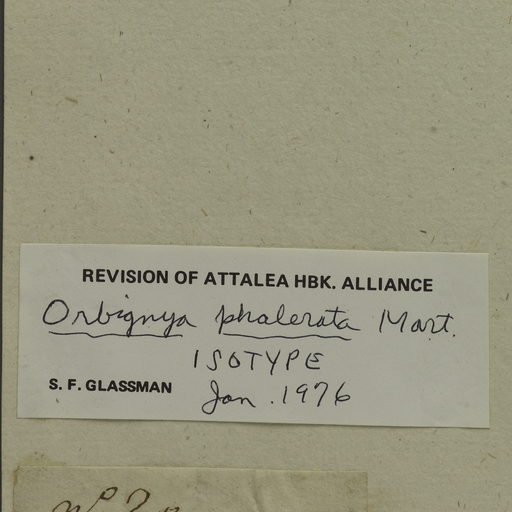 REVISION OF ATTALEA HBK. ALLIANCE
Orbignya phalerata Mart.
ISOTYPE
S. F. GLASSMAN Jan. 1976